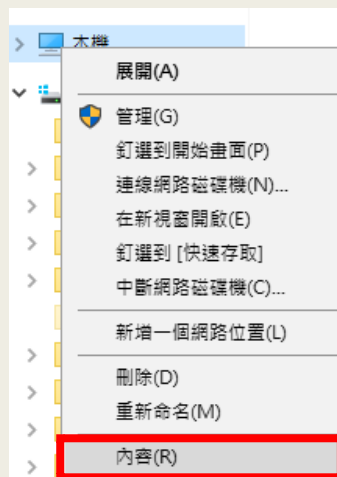 本機
展開(A)
管理(G)
釘選到開始畫面(P)
連線網路磁碟機(N)...
在新視窗開啟(E)
釘選到 [快速存取]
中斷網路磁碟機(C)...
新增一個網路位置(L)
刪除(D)
重新命名(M)
內容(R)